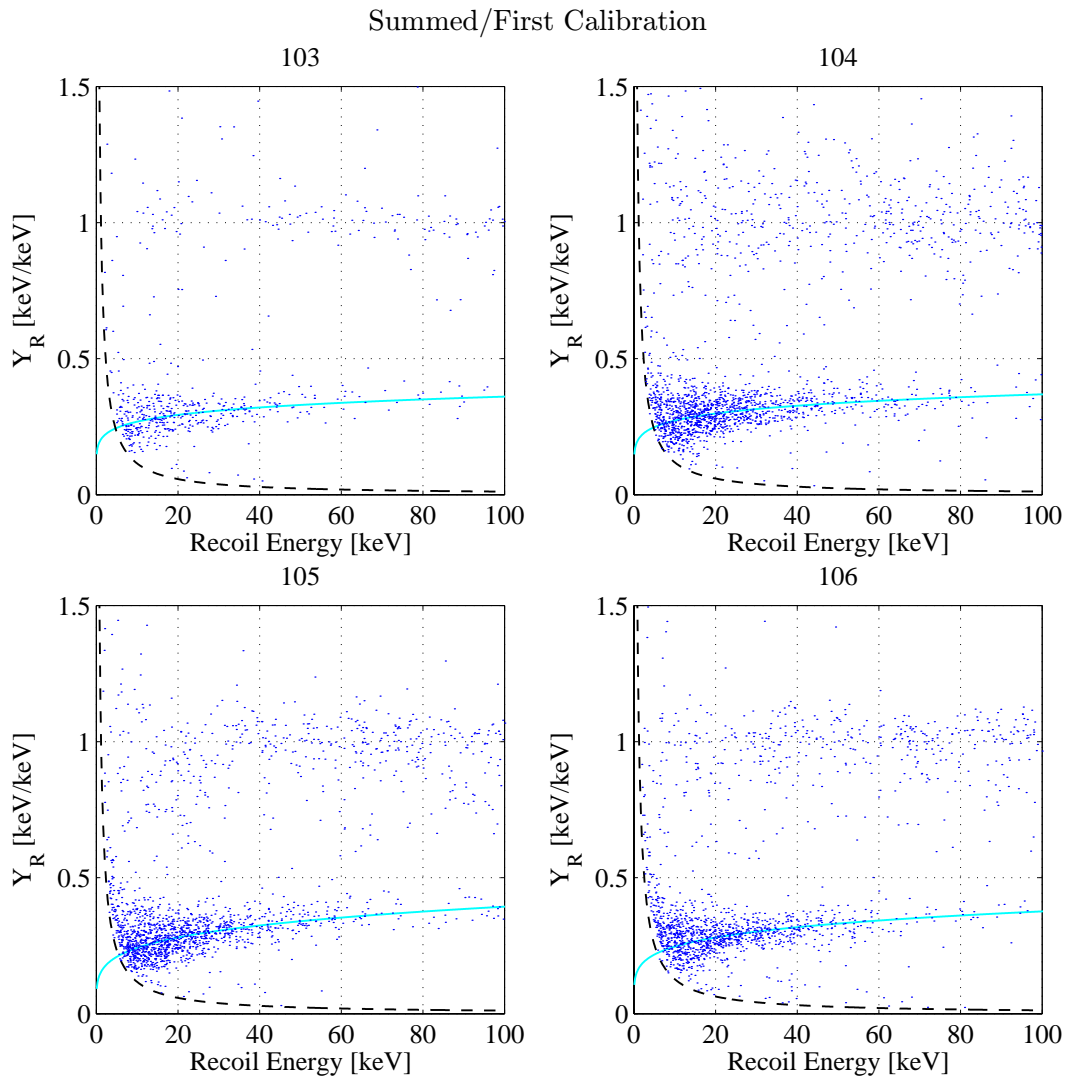 Summed/First Calibration
103
1.5
1
0.5
0
0 20 40 60 80 100
Y_R [keV/keV]
Recoil Energy [keV]
104
1.5
1
0.5
0
0 20 40 60 80 100
Y_R [keV/keV]
Recoil Energy [keV]
105
1.5
1
0.5
0
0 20 40 60 80 100
Y_R [keV/keV]
Recoil Energy [keV]
106
1.5
1
0.5
0
0 20 40 60 80 100
Y_R [keV/keV]
Recoil Energy [keV]